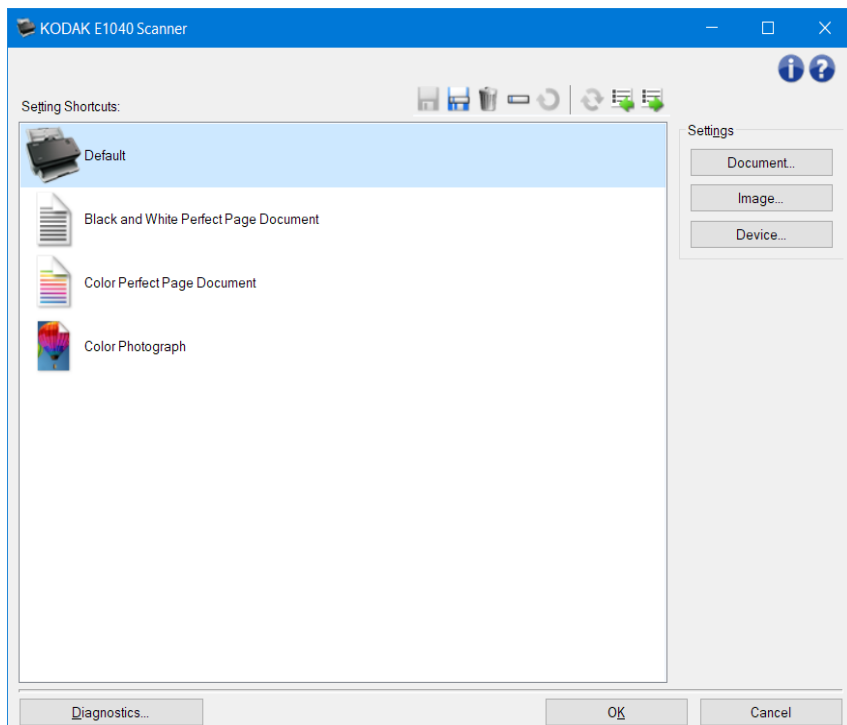 KODAK E1040 Scanner
Setting Shortcuts:
Default
Black and White Perfect Page Document
Color Perfect Page Document
Color Photograph
Settings
Document...
Image...
Device...
Diagnostics...
OK
Cancel